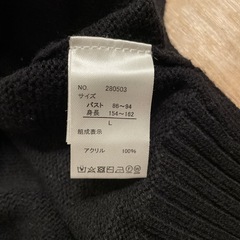 NO. 280503
サイズ
バスト 86～94
身長 154～162
L
組成表示
アクリル 100%